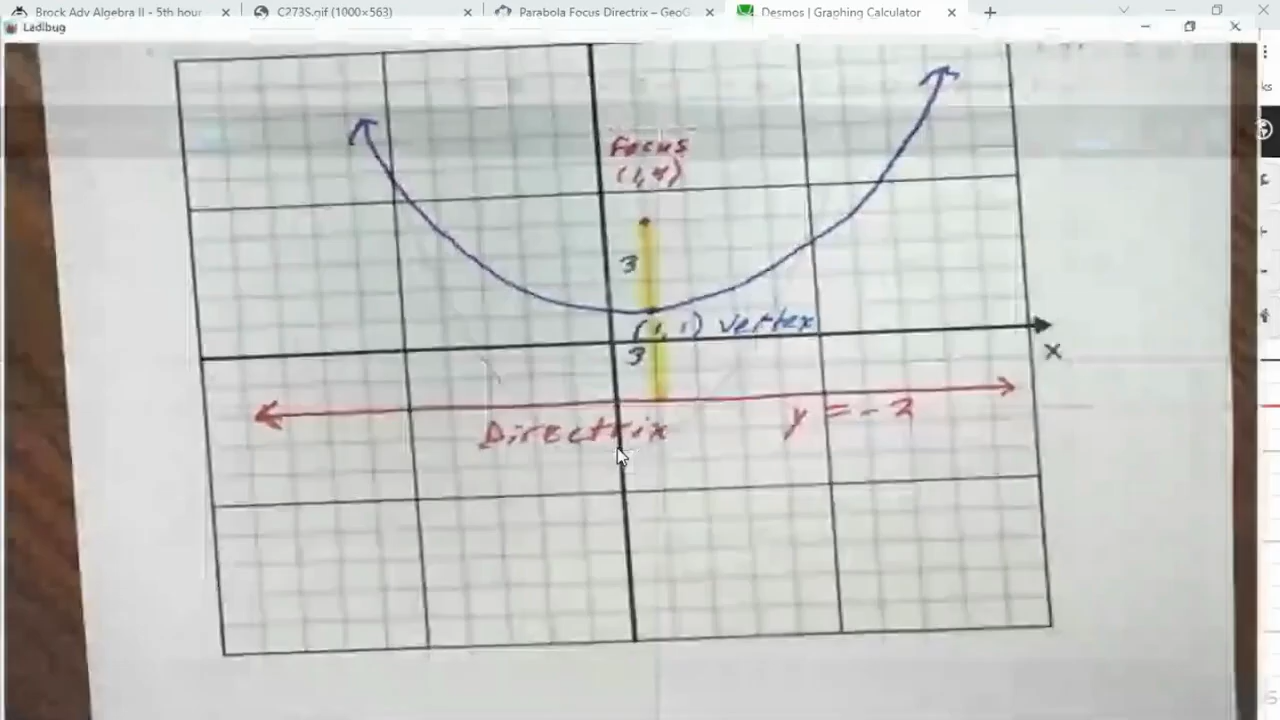 Brock Adv Algebra II - 5th hour
C273S.gif (1000×563)
Parabola Focus Directrix – GeoG
Desmos | Graphing Calculator
Ladibug
ks
Focus
(1,4)
3
(1,1) vertex
3
x
Directrix
y = -2